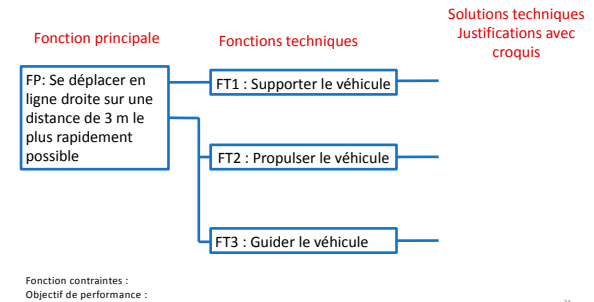 Solutions techniques
Justifications avec
croquis
Fonction principale
Fonctions techniques
FP: Se déplacer en
ligne droite sur une
distance de 3 m le
plus rapidement
possible
FT1 : Supporter le véhicule
FT2 : Propulser le véhicule
FT3 : Guider le véhicule
Fonction contraintes :
Objectif de performance :